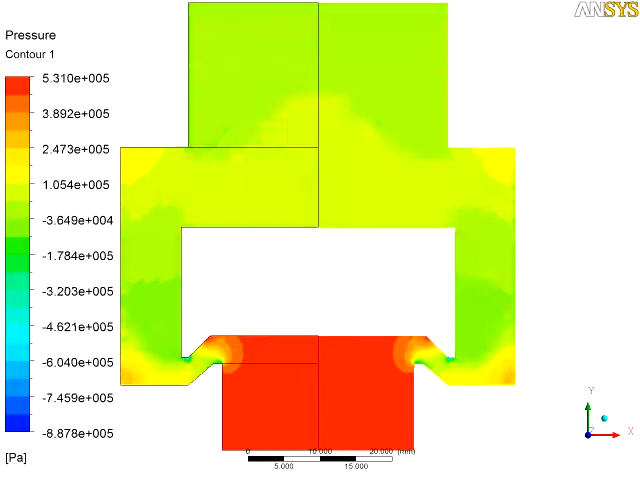 ANSYS
Pressure
Contour 1
5.310e+005
3.892e+005
2.473e+005
1.054e+005
-3.649e+004
-1.784e+005
-3.203e+005
-4.621e+005
-6.040e+005
-7.459e+005
-8.878e+005
[Pa]
0 10.000 20.000 (mm)
5.000 15.000
Y
Z X